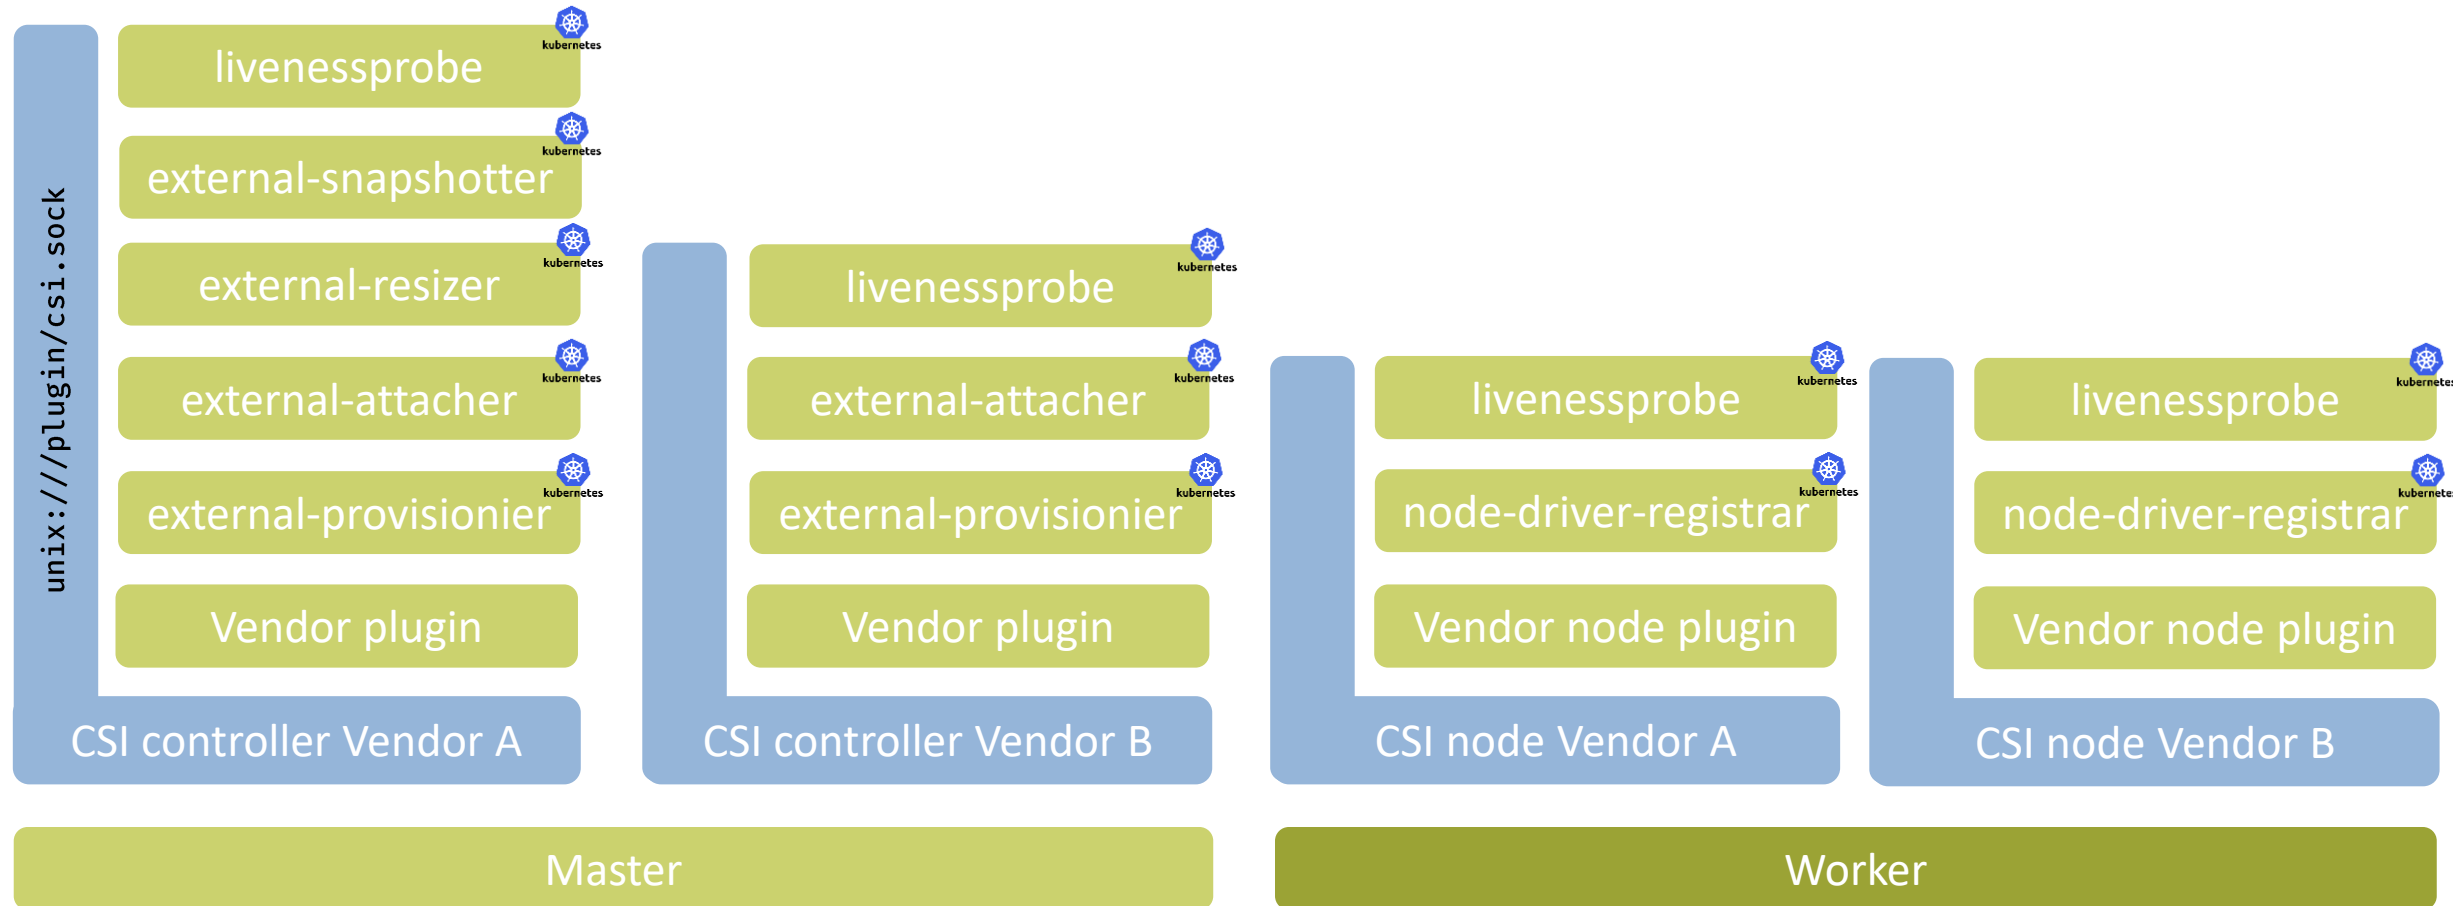 unix:///plugin/csi.sock
livenessprobe
kubernetes
external-snapshotter
kubernetes
external-resizer
kubernetes
external-attacher
kubernetes
external-provisionier
kubernetes
Vendor plugin
CSI controller Vendor A
livenessprobe
kubernetes
external-attacher
kubernetes
external-provisionier
kubernetes
Vendor plugin
CSI controller Vendor B
livenessprobe
kubernetes
node-driver-registrar
kubernetes
Vendor node plugin
CSI node Vendor A
livenessprobe
kubernetes
node-driver-registrar
kubernetes
Vendor node plugin
CSI node Vendor B
Master
Worker